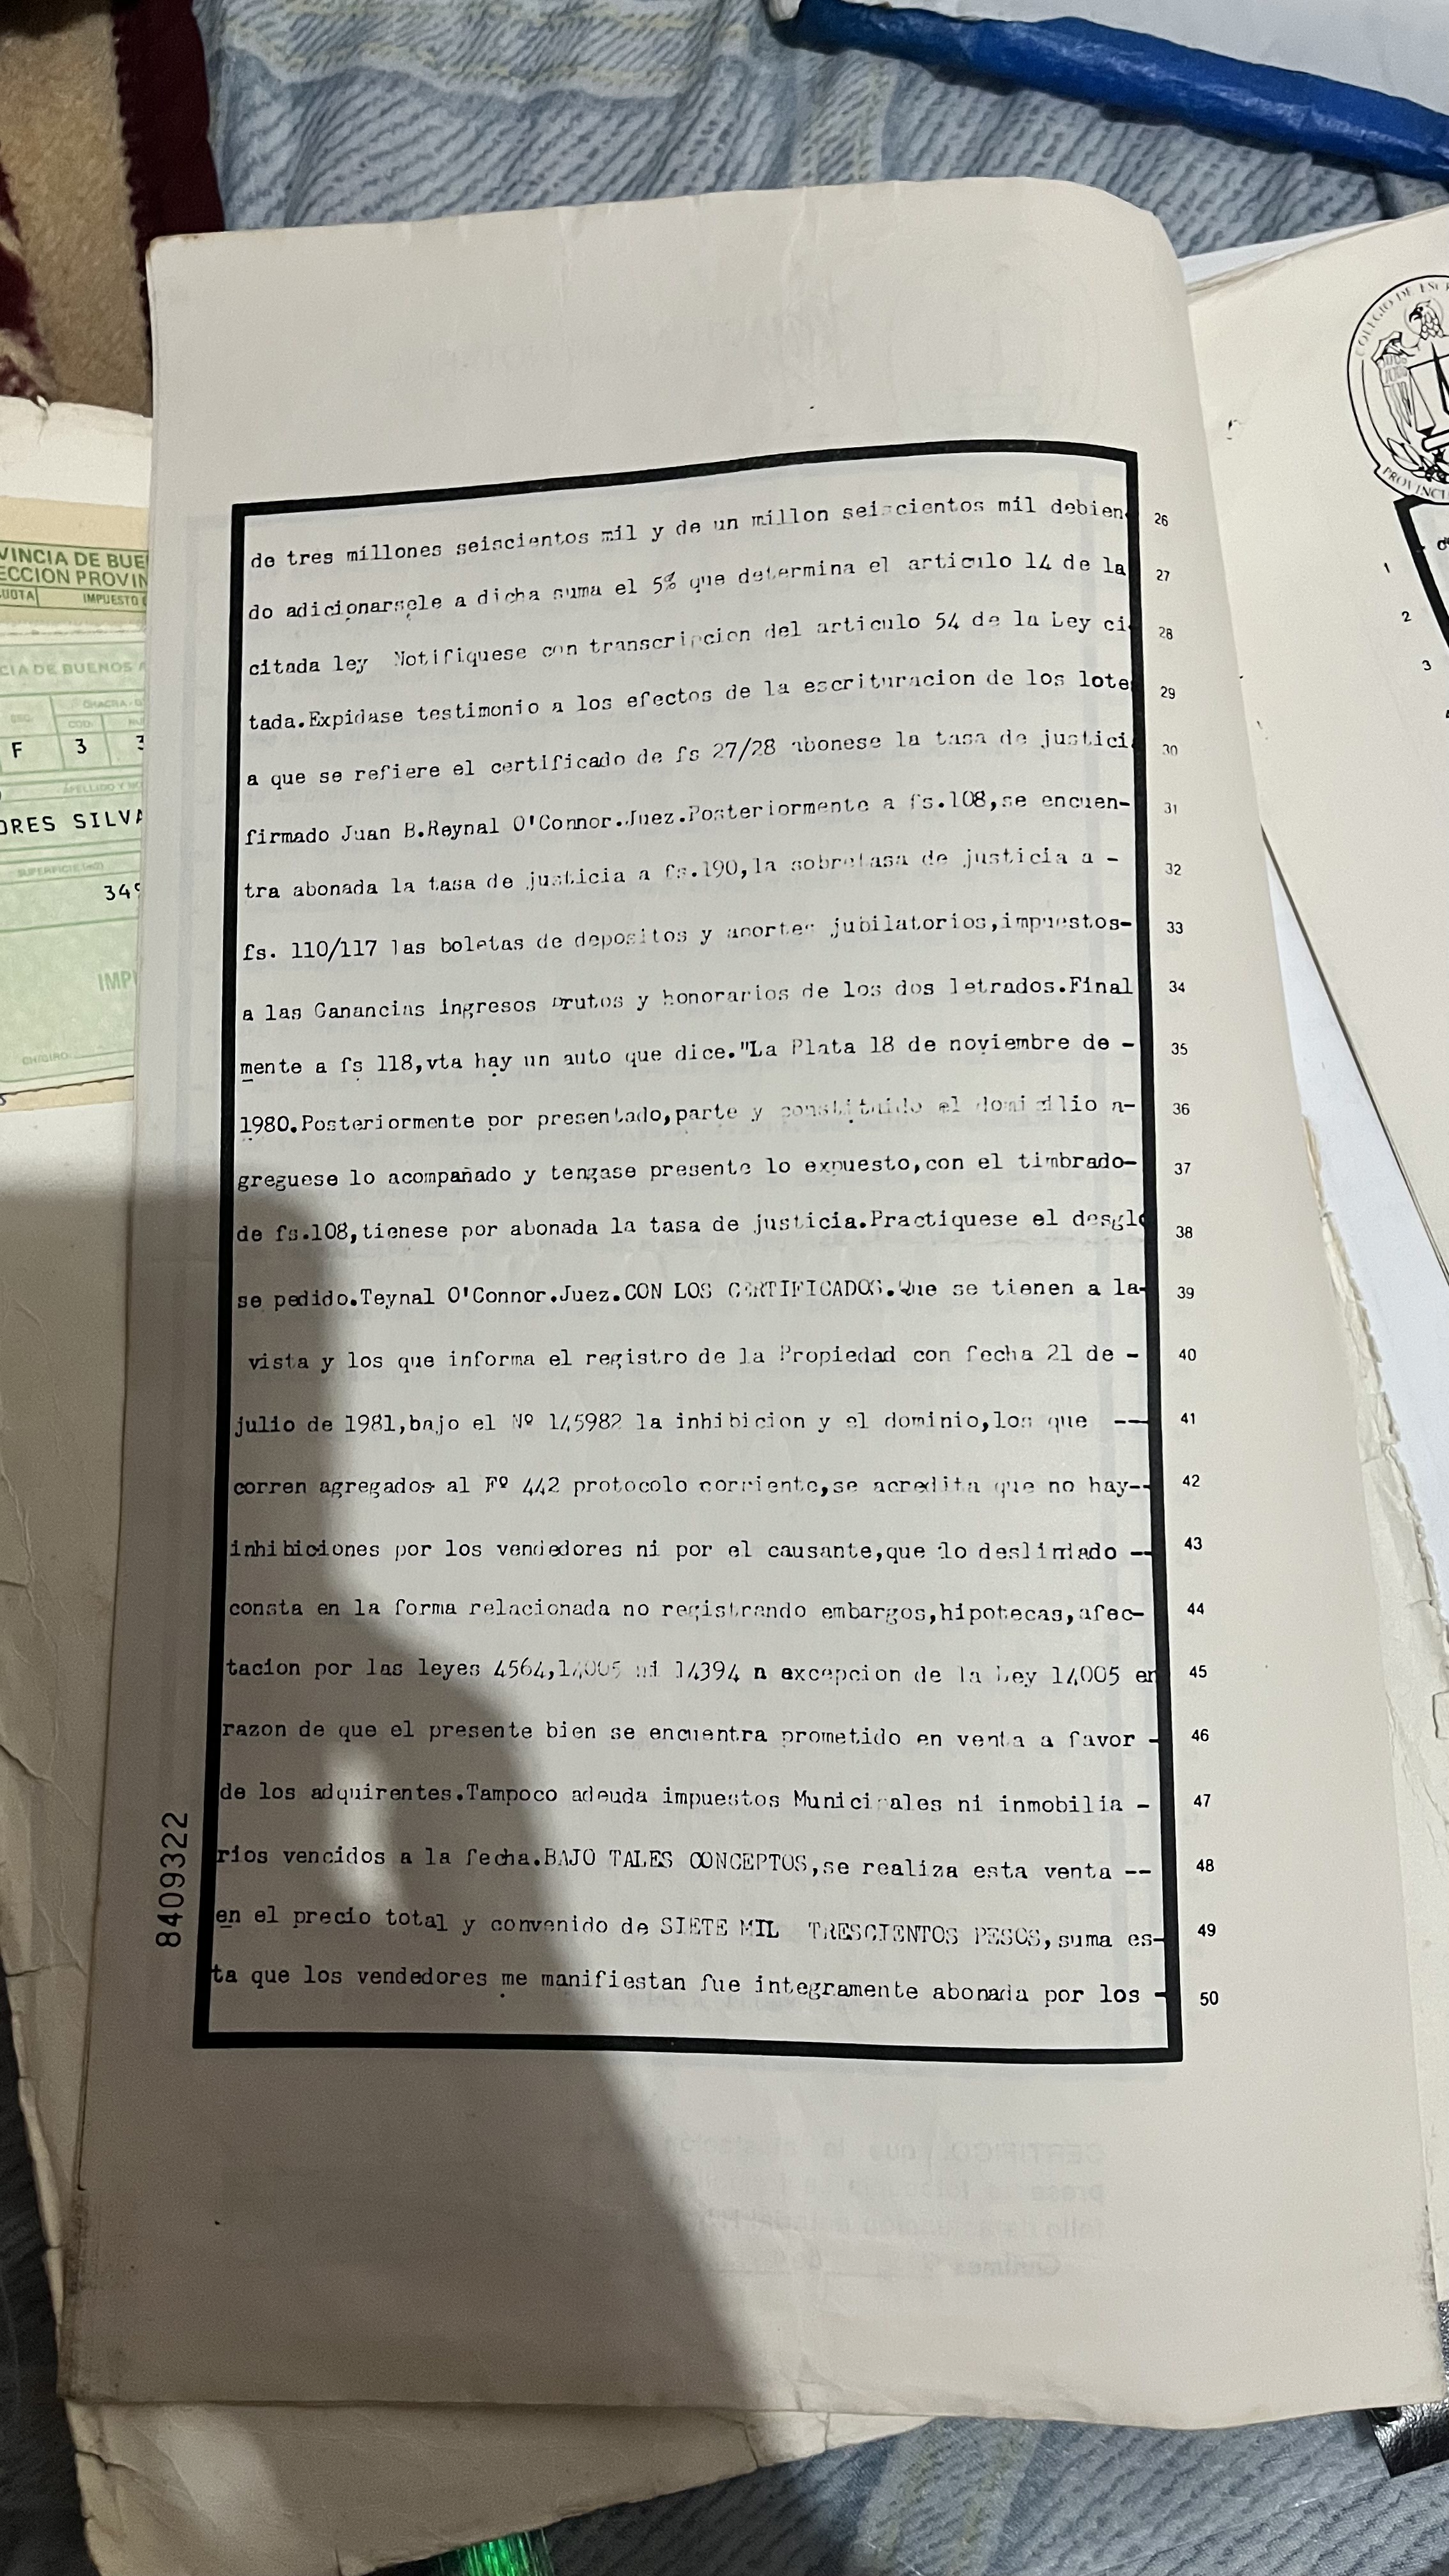 de tres millones seiscientos mil y de un millon seiscientos mil debien 26
do adicionarsele a dicha suma el 5% que determina el articulo 14 de la 27
citada ley Notifiquese con transcripcion del articulo 54 de la Ley ci 28
tada.Expidase testimonio a los efectos de la escrituracion de los lote 29
a que se refiere el certificado de fs 27/28 abonese la tasa de justici 30
firmado Juan B.Reynal O'Connor.Juez.Posteriormente a fs.108,se encuen- 31
tra abonada la tasa de justicia a fs.190,la sobretasa de justicia a - 32
fs. 110/117 las boletas de depositos y aportes jubilatorios,impuestos- 33
a las Ganancias ingresos brutos y honorarios de los dos letrados.Final 34
mente a fs 118,vta hay un auto que dice."La Plata 18 de noviembre de - 35
1980.Posteriormente por presentado,parte y constituido el domicilio a- 36
greguese lo acompañado y tengase presente lo expuesto,con el timbrado- 37
de fs.108,tienese por abonada la tasa de justicia.Practiquese el desglo 38
se pedido.Teynal O'Connor.Juez.CON LOS CERTIFICADOS.Que se tienen a la- 39
vista y los que informa el registro de la Propiedad con fecha 21 de - 40
julio de 1981,bajo el Nº 145982 la inhibicion y el dominio,los que --- 41
corren agregados al Fº 442 protocolo corriente,se acredita que no hay-- 42
inhibiciones por los vendedores ni por el causante,que lo deslindado -- 43
consta en la forma relacionada no registrando embargos,hipotecas,afec- 44
tacion por las leyes 4564,14005 ni 14394 n excepcion de la Ley 14005 en 45
razon de que el presente bien se encuentra prometido en venta a favor - 46
de los adquirentes.Tampoco adeuda impuestos Municipales ni inmobilia - 47
rios vencidos a la fecha.BAJO TALES CONCEPTOS,se realiza esta venta -- 48
en el precio total y convenido de SIETE MIL TRESCIENTOS PESOS,suma es- 49
ta que los vendedores me manifiestan fue integramente abonada por los - 50
8409322
VINCIA DE BUE
ECCION PROVIN
UOTA IMPUESTO
CIA DE BUENOS A
COD.
F 3 3
APELLIDO Y NO
ORES SILVA
SUPERFICIE (m2)
349
IMP
COLEGIO DE ESCR
PROVINCI
1
2
3